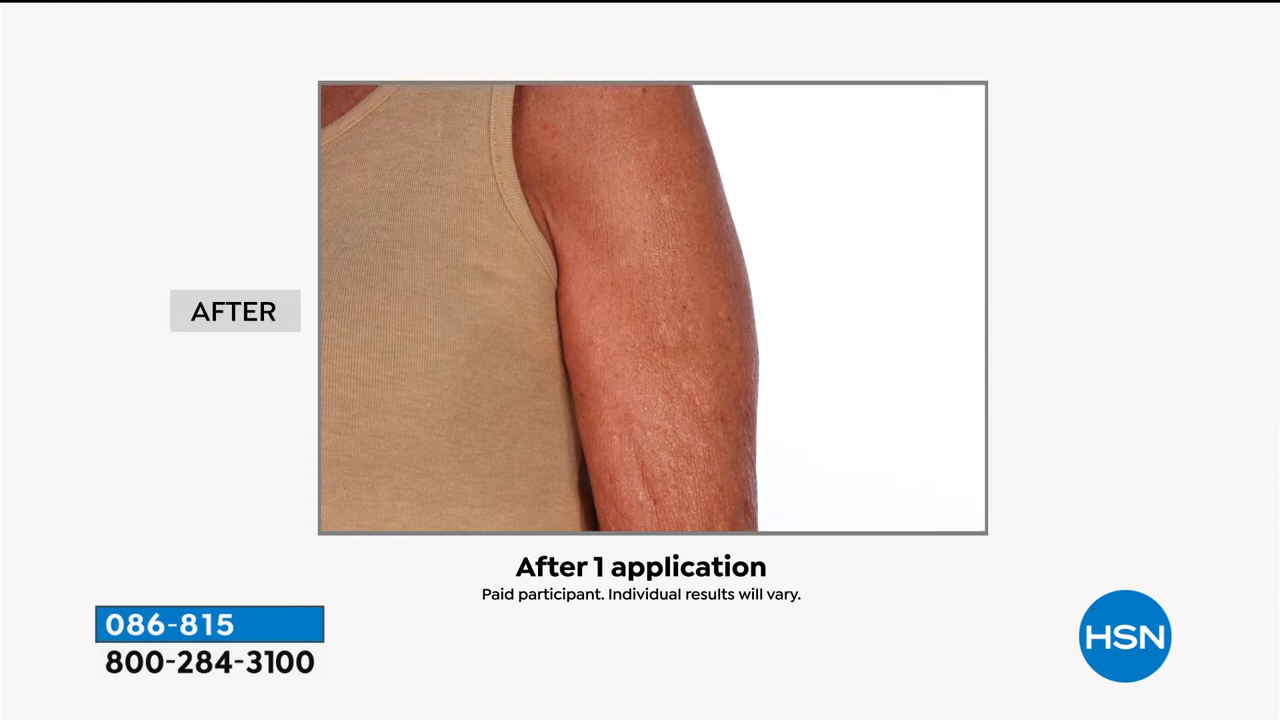 AFTER
After 1 application
Paid participant. Individual results will vary.
086-815
800-284-3100
HSN